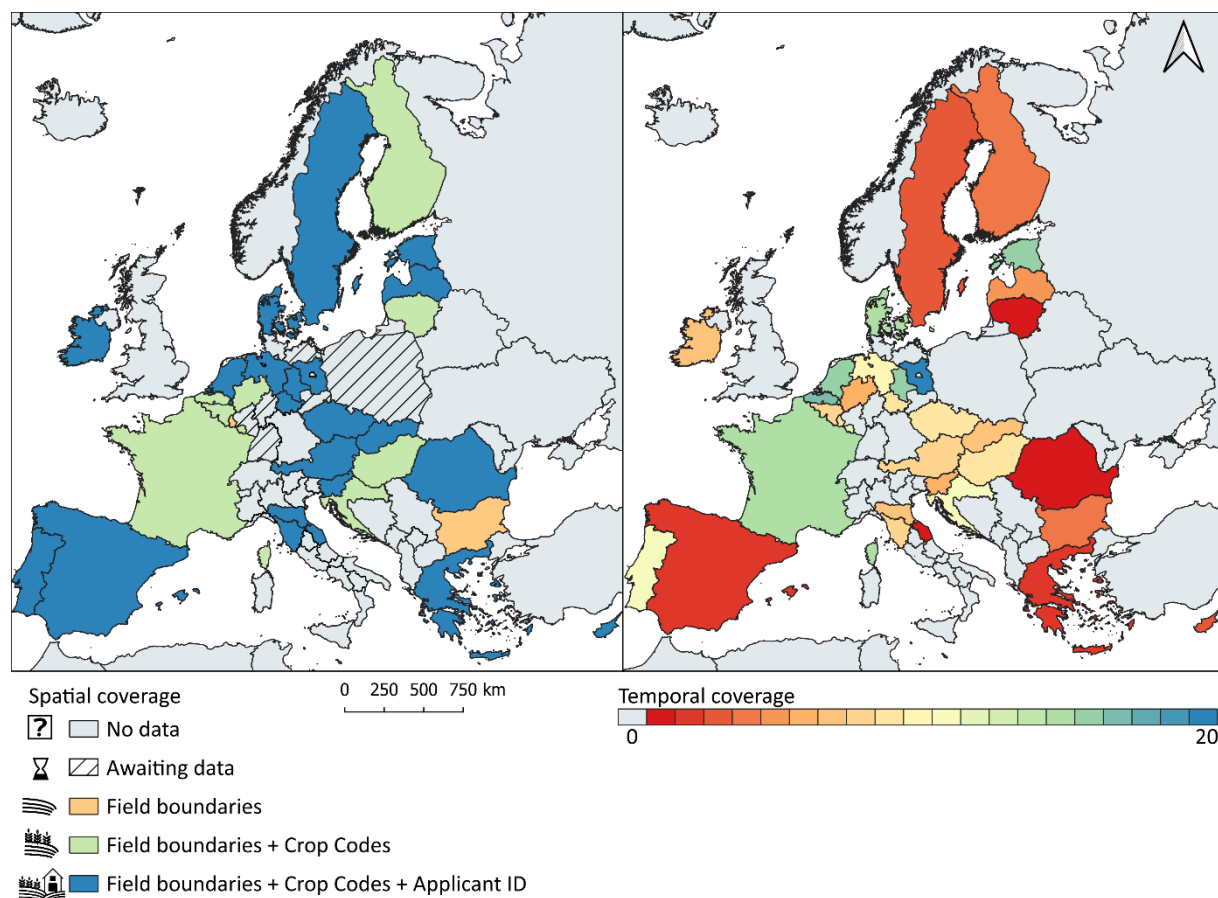 Spatial coverage
0 250 500 750 km
? No data
Awaiting data
Field boundaries
Field boundaries + Crop Codes
Field boundaries + Crop Codes + Applicant ID
Temporal coverage
0 20